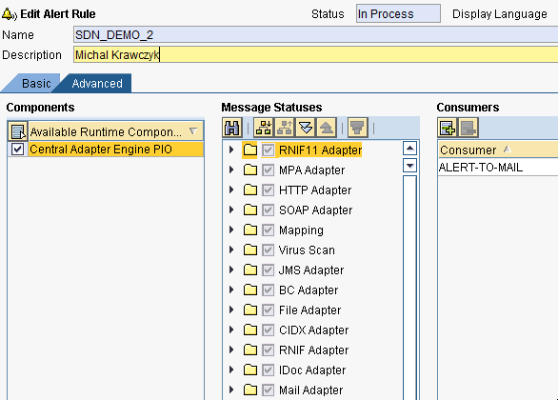 Edit Alert Rule Status In Process Display Language
Name SDN_DEMO_2
Description Michal Krawczyk
Basic Advanced
Components Message Statuses Consumers
Available Runtime Compon...
Central Adapter Engine PIO
RNIF11 Adapter
MPA Adapter
HTTP Adapter
SOAP Adapter
Mapping
Virus Scan
JMS Adapter
BC Adapter
File Adapter
CIDX Adapter
RNIF Adapter
IDoc Adapter
Mail Adapter
Consumer
ALERT-TO-MAIL